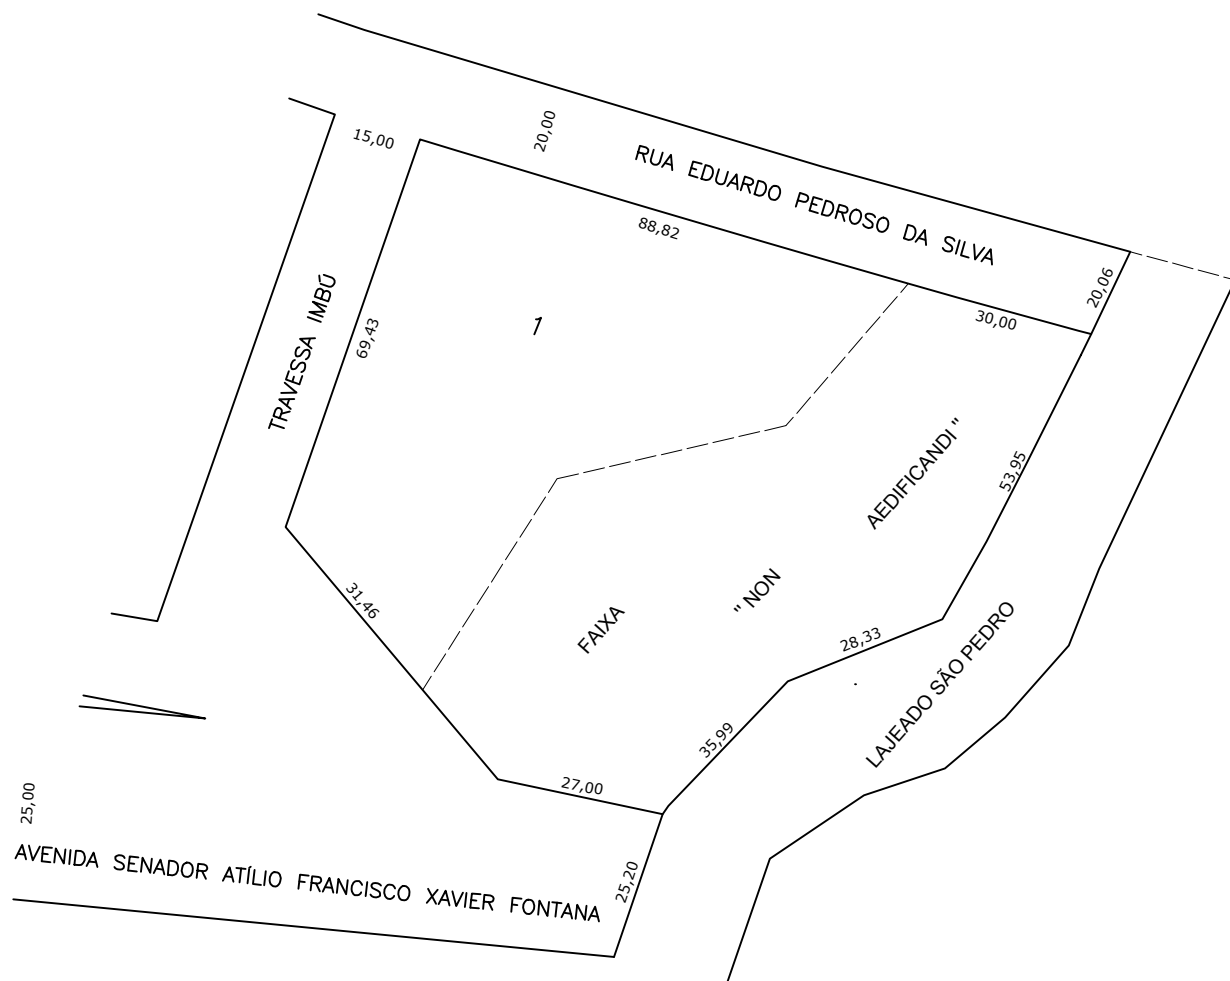 15,00
20,00
RUA EDUARDO PEDROSO DA SILVA
88,82
20,06
30,00
TRAVESSA IMBÚ
69,43
1
AEDIFICANDI "
53,95
" NON
FAIXA
31,46
28,33
LAJEADO SÃO PEDRO
35,99
27,00
25,00
25,20
AVENIDA SENADOR ATÍLIO FRANCISCO XAVIER FONTANA